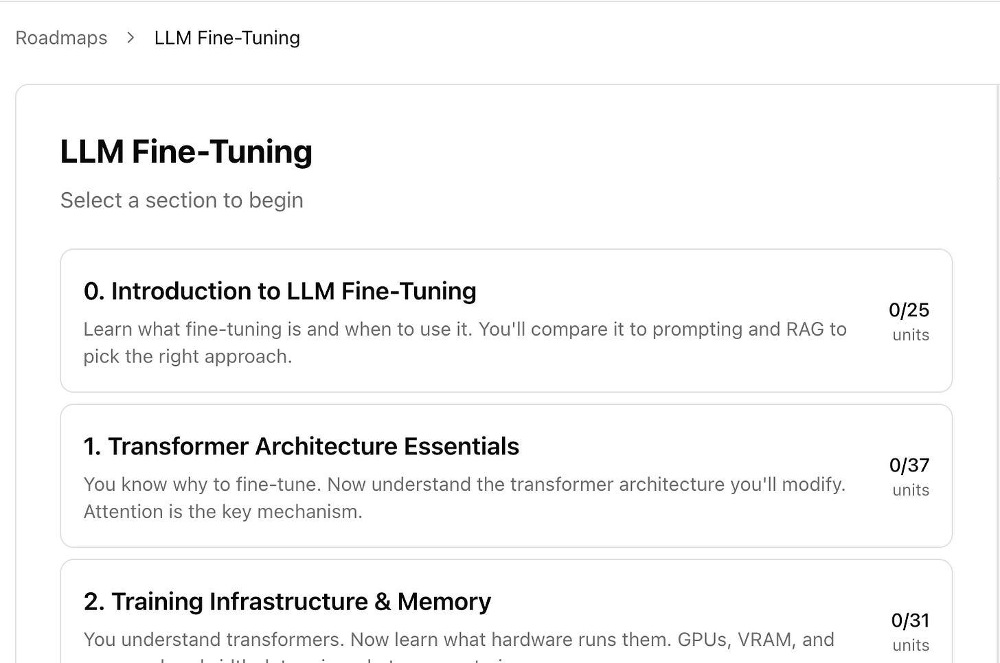 Roadmaps > LLM Fine-Tuning
LLM Fine-Tuning
Select a section to begin
0. Introduction to LLM Fine-Tuning
Learn what fine-tuning is and when to use it. You'll compare it to prompting and RAG to
pick the right approach.
0/25
units
1. Transformer Architecture Essentials
You know why to fine-tune. Now understand the transformer architecture you'll modify.
Attention is the key mechanism.
0/37
units
2. Training Infrastructure & Memory
You understand transformers. Now learn what hardware runs them. GPUs, VRAM, and
0/31
units